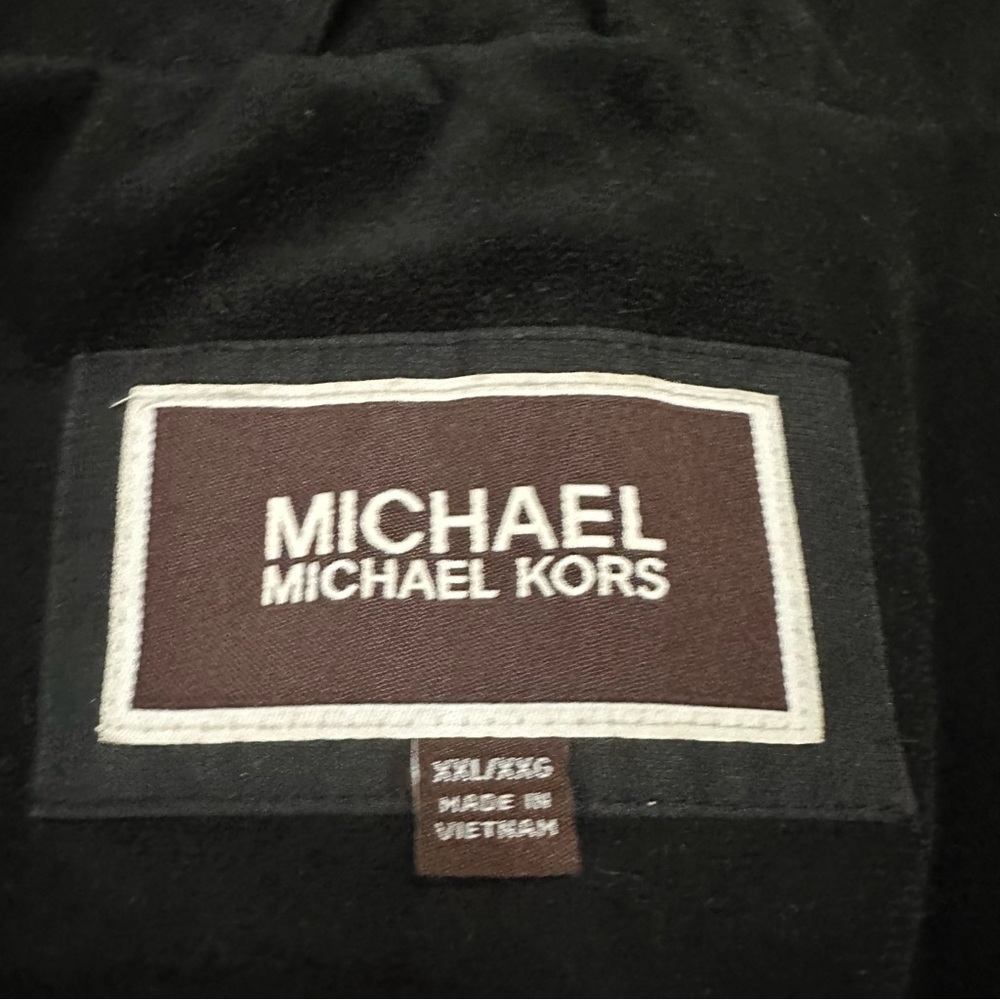 MICHAEL
MICHAEL KORS
XXL/XXG
MADE IN
VIETNAM